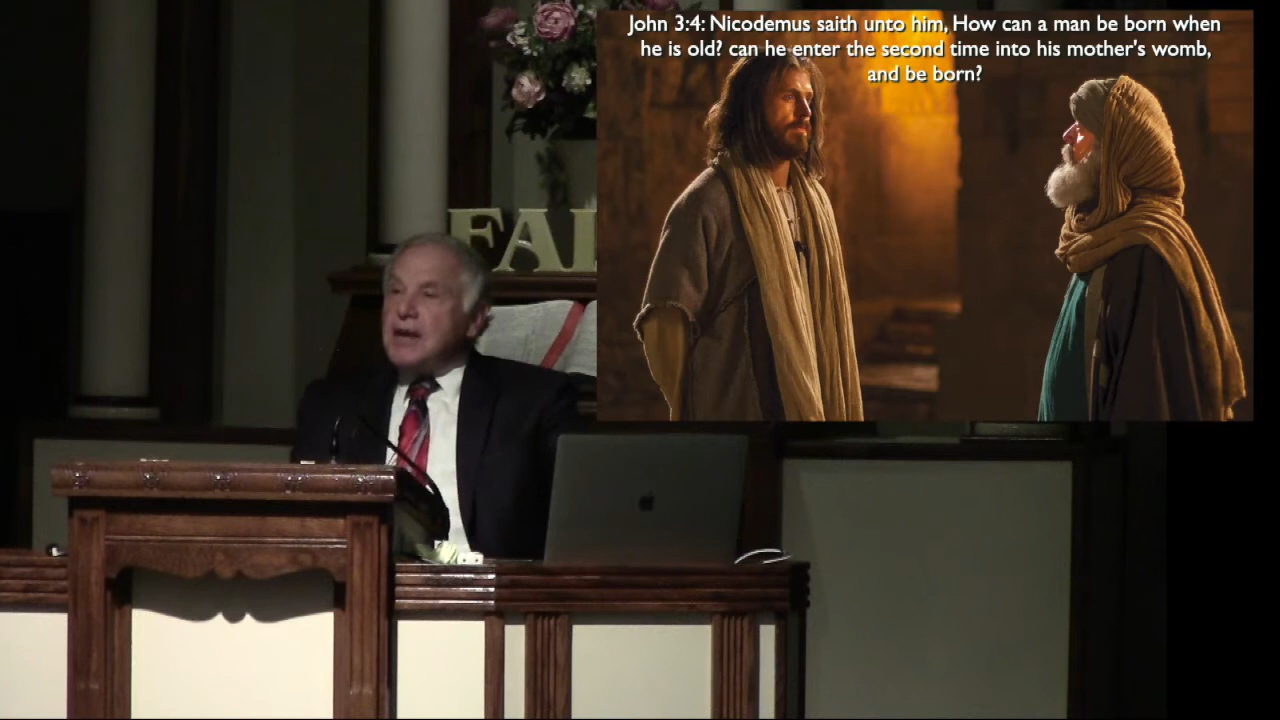 John 3:4: Nicodemus saith unto him, How can a man be born when
he is old? can he enter the second time into his mother's womb,
and be born?
FAI